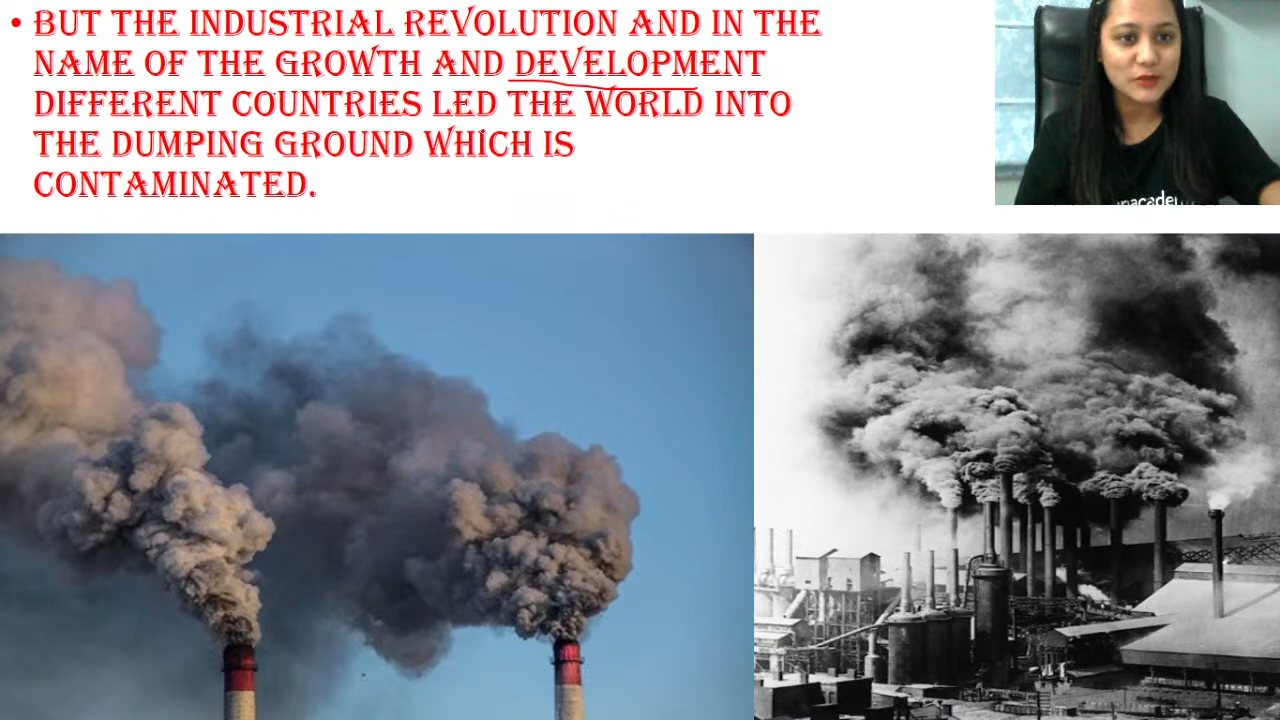 • BUT THE INDUSTRIAL REVOLUTION AND IN THE
NAME OF THE GROWTH AND DEVELOPMENT
DIFFERENT COUNTRIES LED THE WORLD INTO
THE DUMPING GROUND WHICH IS
CONTAMINATED.